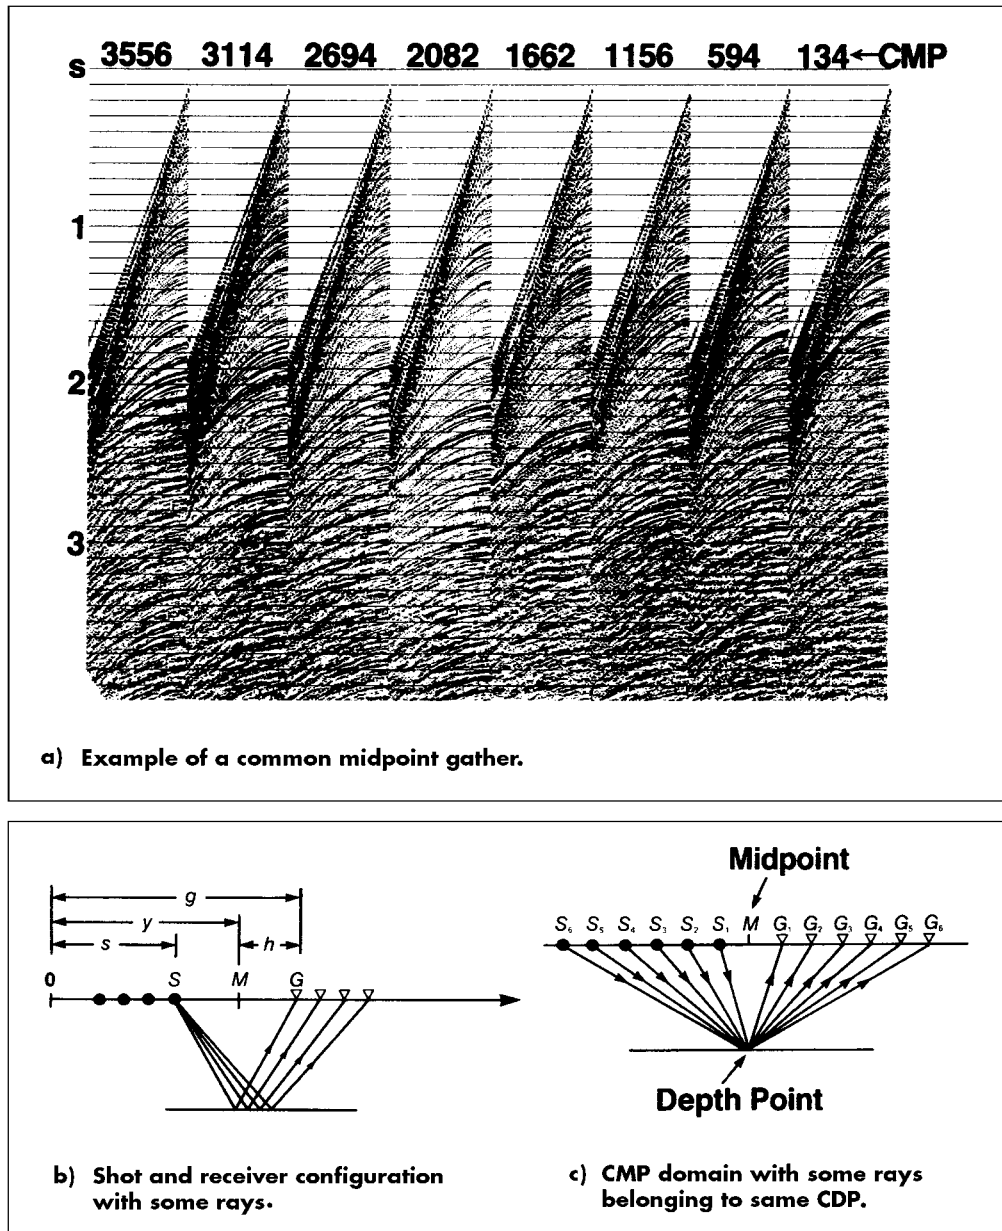 3556 3114 2694 2082 1662 1156 594 134 ←CMP
s
1
2
3
a) Example of a common midpoint gather.
g
y
s
h
0 S M G
b) Shot and receiver configuration
with some rays.
Midpoint
S₆ S₅ S₄ S₃ S₂ S₁ M G₁ G₂ G₃ G₄ G₅ G₆
Depth Point
c) CMP domain with some rays
belonging to same CDP.